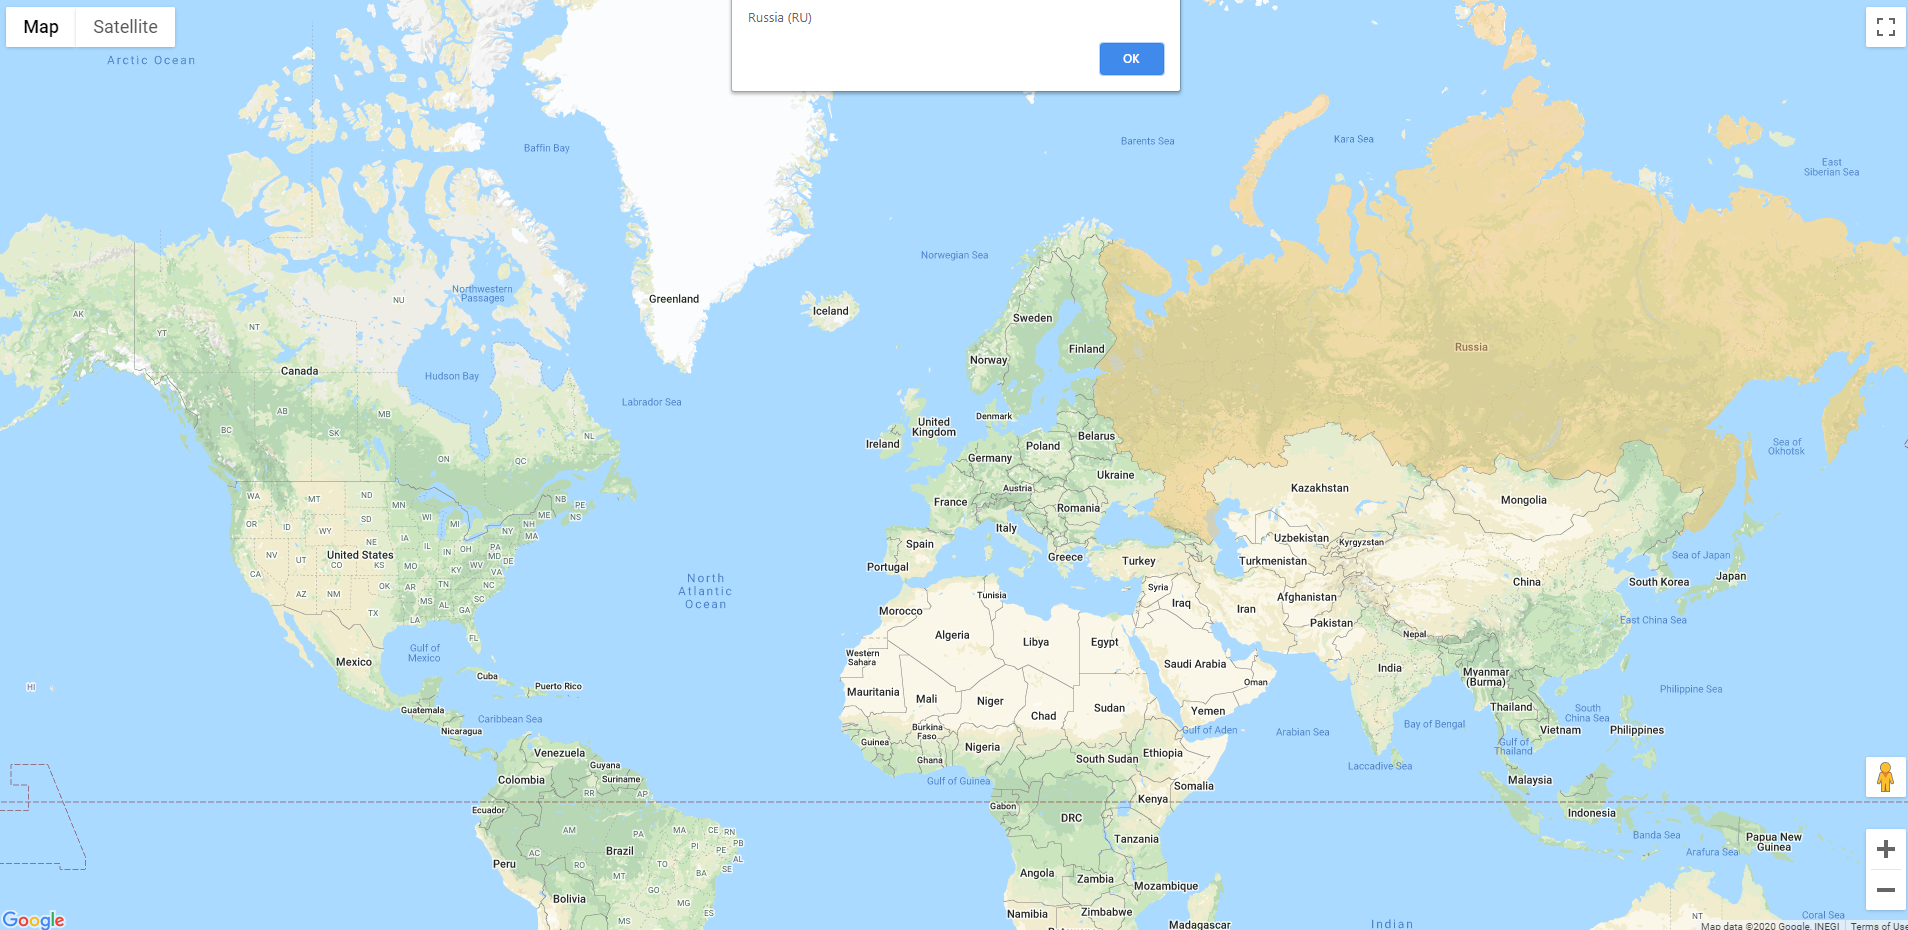 Map
Satellite
Russia (RU)
OK
Arctic Ocean
Baffin Bay
Barents Sea
Kara Sea
East
Siberian Sea
Norwegian Sea
Northwestern
Passages
NU
AK
YT
NT
Greenland
Iceland
Sweden
Finland
Norway
Russia
Canada
Hudson Bay
Labrador Sea
AB
MB
BC
SK
NL
ON
QC
Denmark
United
Kingdom
Ireland
Belarus
Poland
Germany
Ukraine
Austria
France
Romania
Italy
Sea of
Okhotsk
Kazakhstan
Mongolia
WA
MT
ND
MN
OR
ID
SD
WI
MI
NB
PE
NS
NH
ME
NY
MA
WY
NE
IA
IL
IN
OH
PA
MD
NJ
DE
NV
UT
United States
CO
KS
MO
KY
WV
VA
CA
AZ
NM
OK
AR
TN
NC
MS
AL
SC
GA
TX
LA
FL
Spain
Portugal
Greece
Turkey
Uzbekistan
Kyrgyzstan
Turkmenistan
Sea of Japan
China
South Korea
Japan
North
Atlantic
Ocean
Tunisia
Syria
Iraq
Iran
Afghanistan
Pakistan
Morocco
Algeria
Libya
Egypt
Nepal
East China Sea
Gulf of
Mexico
Mexico
Western
Sahara
Saudi Arabia
India
Myanmar
(Burma)
HI
Cuba
Puerto Rico
Mauritania
Mali
Niger
Chad
Sudan
Oman
Yemen
Philippine Sea
Guatemala
Caribbean Sea
Nicaragua
Burkina
Faso
Thailand
South
China Sea
Bay of Bengal
Arabian Sea
Gulf of Aden
Guinea
Nigeria
Ghana
Vietnam
Philippines
Gulf of
Thailand
Venezuela
Guyana
Suriname
Colombia
South Sudan
Ethiopia
Somalia
Laccadive Sea
Malaysia
Gulf of Guinea
RR
AP
Ecuador
Gabon
DRC
Kenya
Tanzania
Indonesia
Banda Sea
Papua New
Guinea
Arafura Sea
AM
PA
MA
CE
RN
PI
PB
PE
AL
SE
Brazil
AC
RO
TO
BA
MT
GO
MG
ES
MS
Peru
Bolivia
Angola
Zambia
Mozambique
Namibia
Zimbabwe
Madagascar
Indian
NT
Coral Sea
Google
Map data ©2020 Google, INEGI
Terms of Use